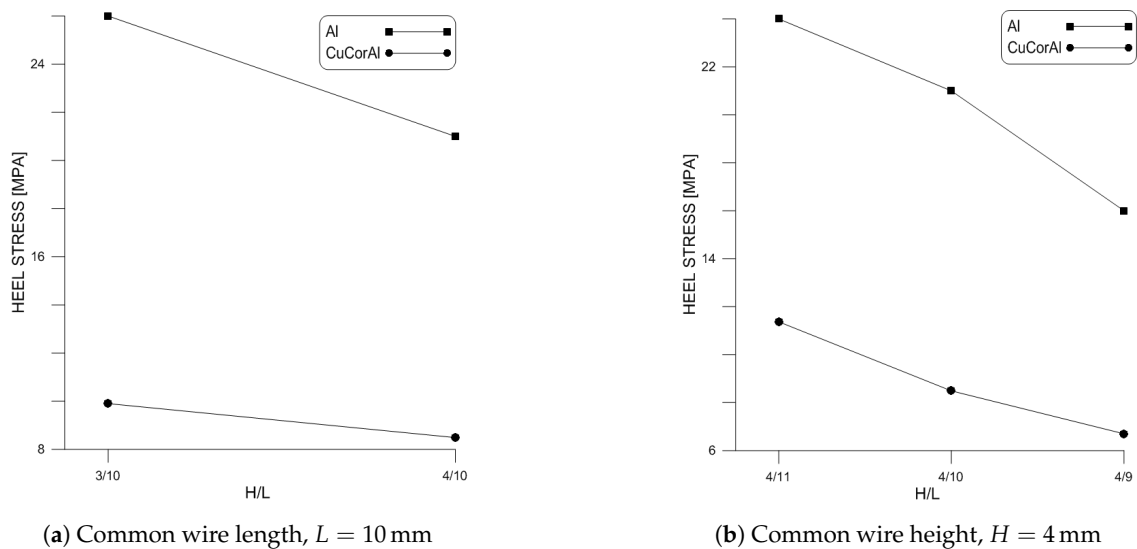 Al
CuCorAl
24
16
8
HEEL STRESS [MPA]
3/10
4/10
H/L
(a) Common wire length, L = 10 mm
Al
CuCorAl
22
14
6
HEEL STRESS [MPA]
4/11
4/10
4/9
H/L
(b) Common wire height, H = 4 mm